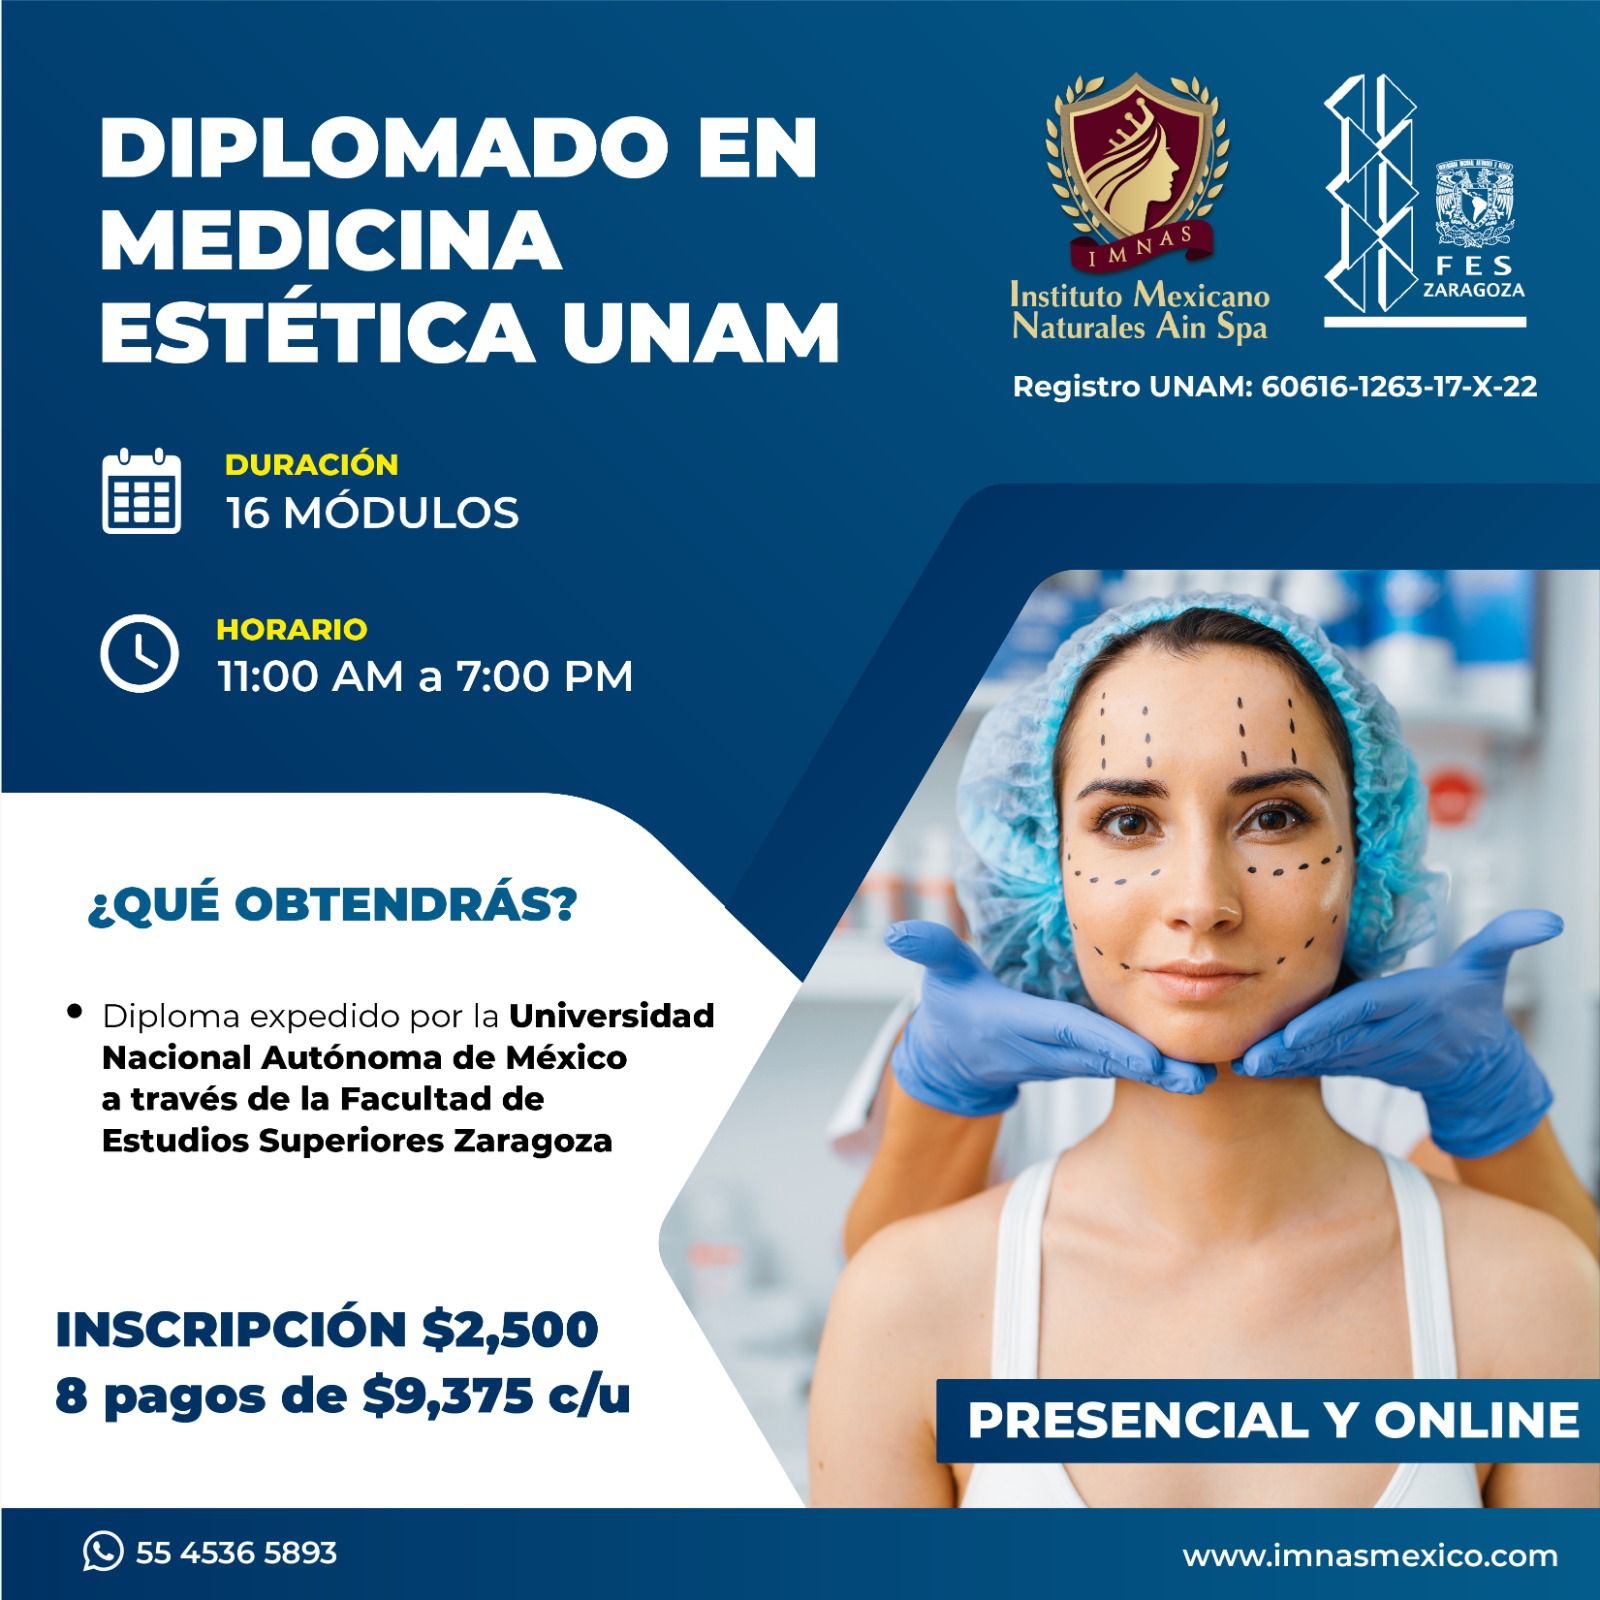 DIPLOMADO EN
MEDICINA
ESTÉTICA UNAM
IMNAS
Instituto Mexicano
Naturales Ain Spa
FES
ZARAGOZA
Registro UNAM: 60616-1263-17-X-22
DURACIÓN
16 MÓDULOS
HORARIO
11:00 AM a 7:00 PM
¿QUÉ OBTENDRÁS?
• Diploma expedido por la Universidad
Nacional Autónoma de México
a través de la Facultad de
Estudios Superiores Zaragoza
INSCRIPCIÓN $2,500
8 pagos de $9,375 c/u
PRESENCIAL Y ONLINE
55 4536 5893
www.imnasmexico.com